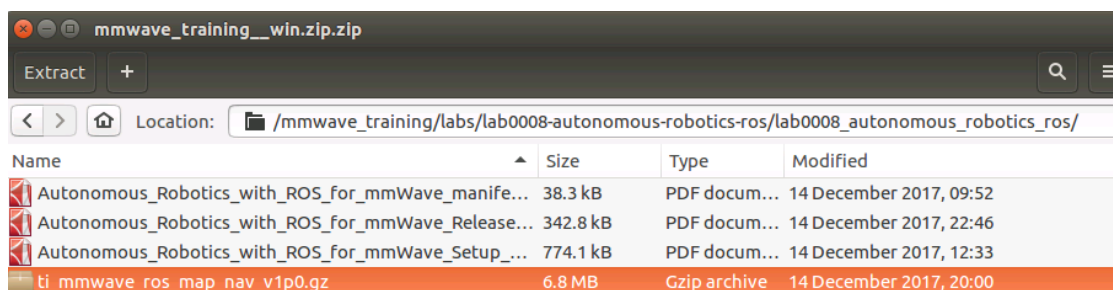 mmwave_training__win.zip.zip
Extract +
Location: /mmwave_training/labs/lab0008-autonomous-robotics-ros/lab0008_autonomous_robotics_ros/
Name Size Type Modified
Autonomous_Robotics_with_ROS_for_mmWave_manife... 38.3 kB PDF docum... 14 December 2017, 09:52
Autonomous_Robotics_with_ROS_for_mmWave_Release... 342.8 kB PDF docum... 14 December 2017, 22:46
Autonomous_Robotics_with_ROS_for_mmWave_Setup_... 774.1 kB PDF docum... 14 December 2017, 12:33
ti_mmwave_ros_map_nav_v1p0.gz 6.8 MB Gzip archive 14 December 2017, 20:00